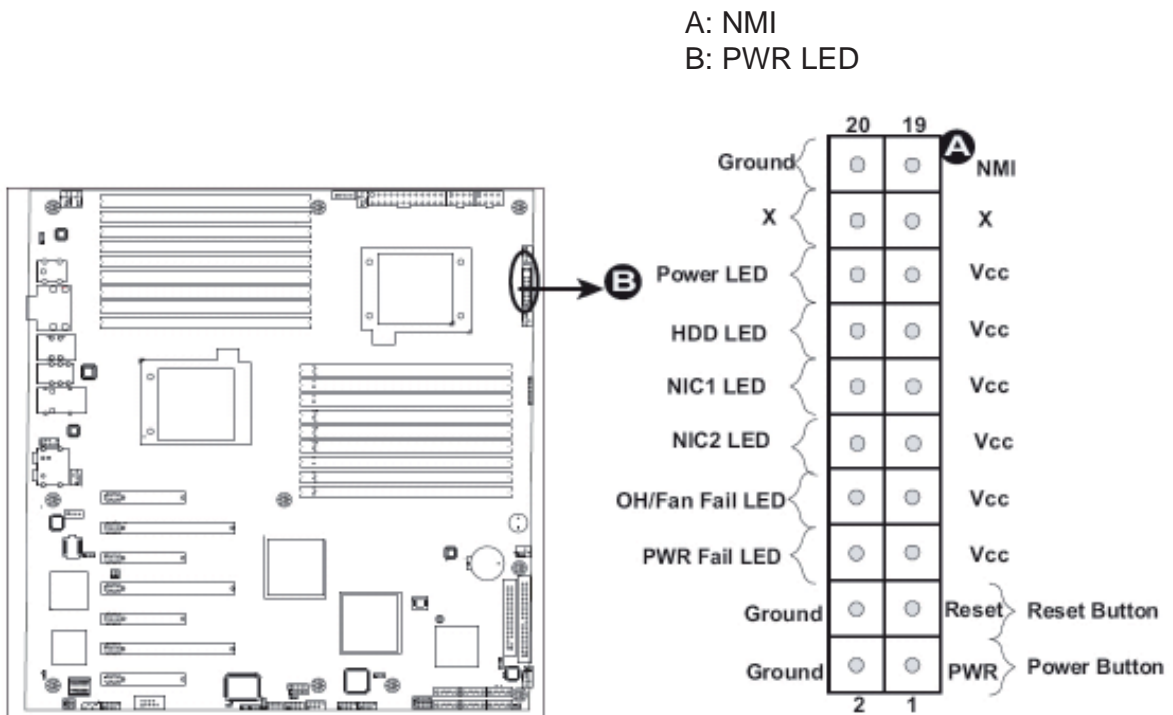 A: NMI
B: PWR LED
20 19
A
Ground NMI
X X
B
Power LED Vcc
HDD LED Vcc
NIC1 LED Vcc
NIC2 LED Vcc
OH/Fan Fail LED Vcc
PWR Fail LED Vcc
Ground Reset Reset Button
Ground PWR Power Button
2 1